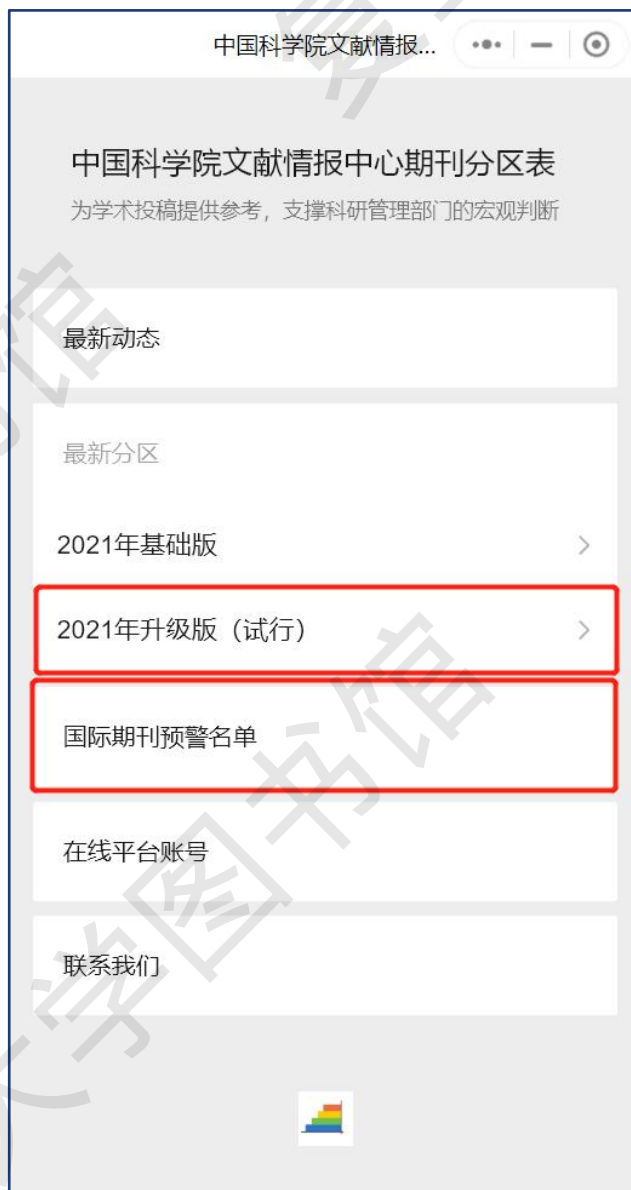 中国科学院文献情报...
中国科学院文献情报中心期刊分区表
为学术投稿提供参考，支撑科研管理部门的宏观判断
最新动态
最新分区
2021年基础版
2021年升级版（试行）
国际期刊预警名单
在线平台账号
联系我们